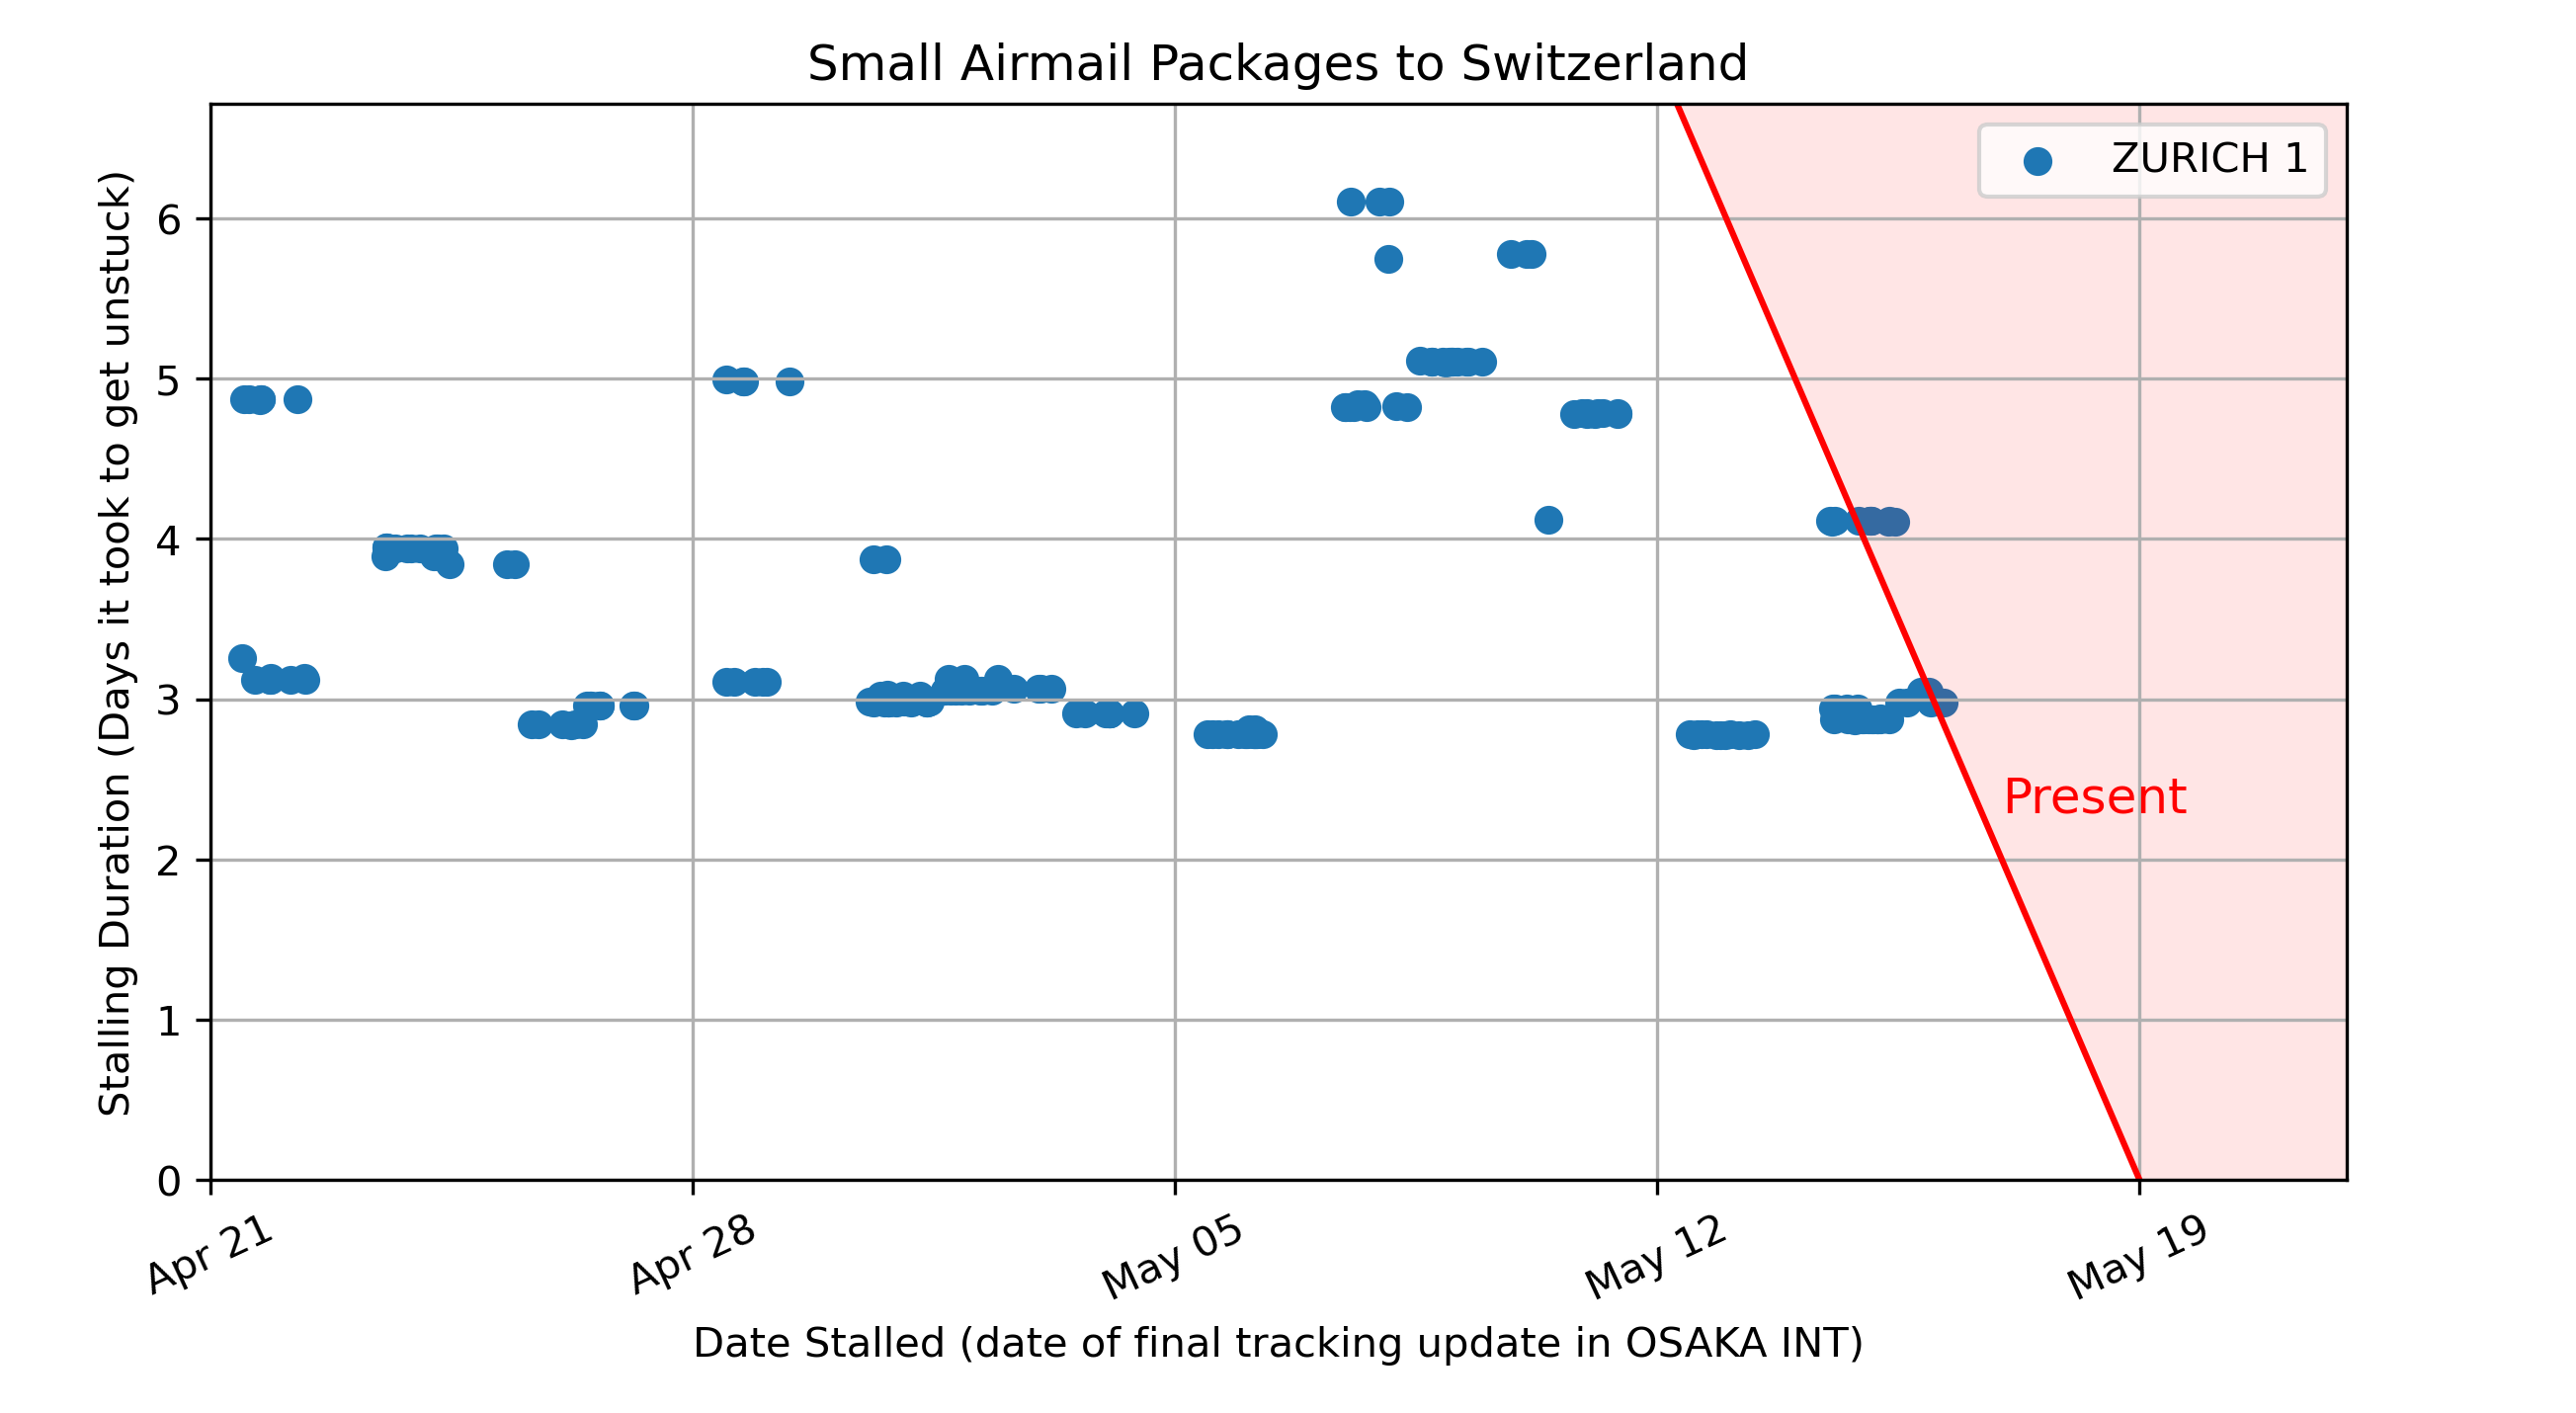 Small Airmail Packages to Switzerland
ZURICH 1
Stalling Duration (Days it took to get unstuck)
6
5
4
3
2
1
0
Present
Apr 21
Apr 28
May 05
May 12
May 19
Date Stalled (date of final tracking update in OSAKA INT)